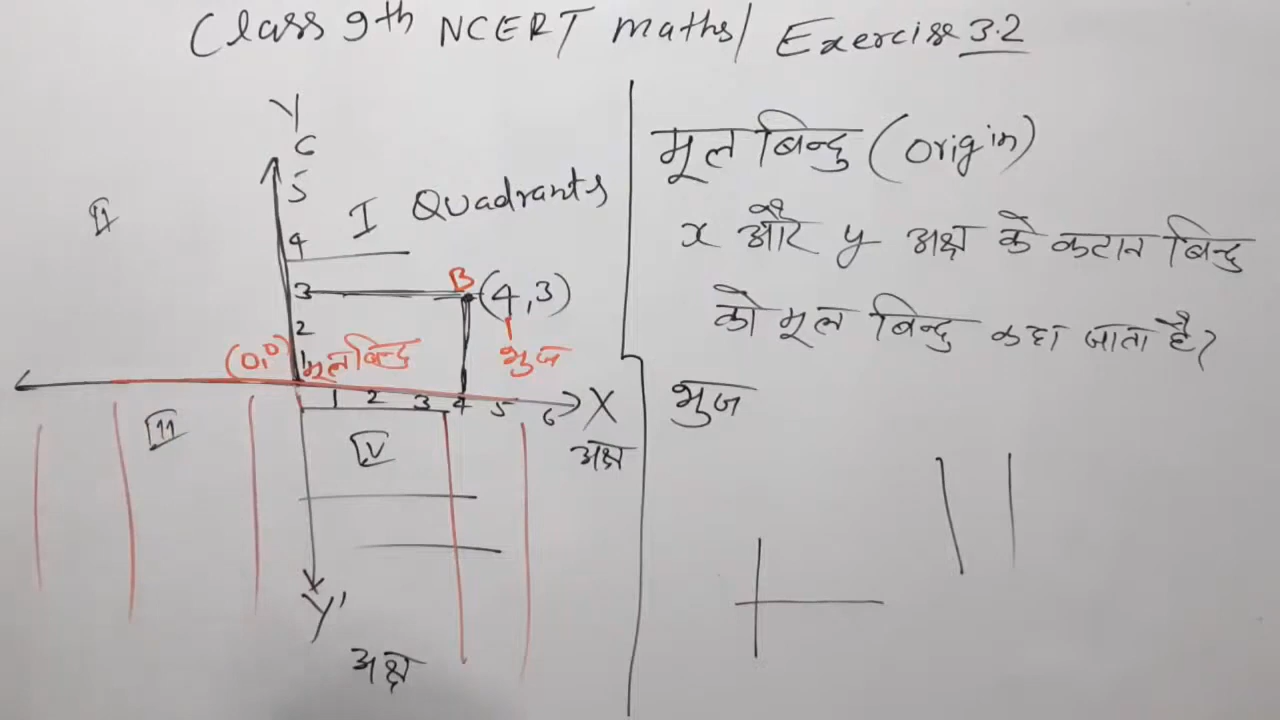 Class 9th NCERT maths/ Exercise 3.2
Y
6
5
II
I Quadrants
4
B
3 (4,3)
2
(0,0) 1 मूल बिन्दु भुज
1 2 3 4 5 6 X
अक्ष
III
IV
Y'
अक्ष
मूल बिन्दु (origin)
x और y अक्ष के कटान बिन्दु
को मूल बिन्दु कहा जाता है?
भुज